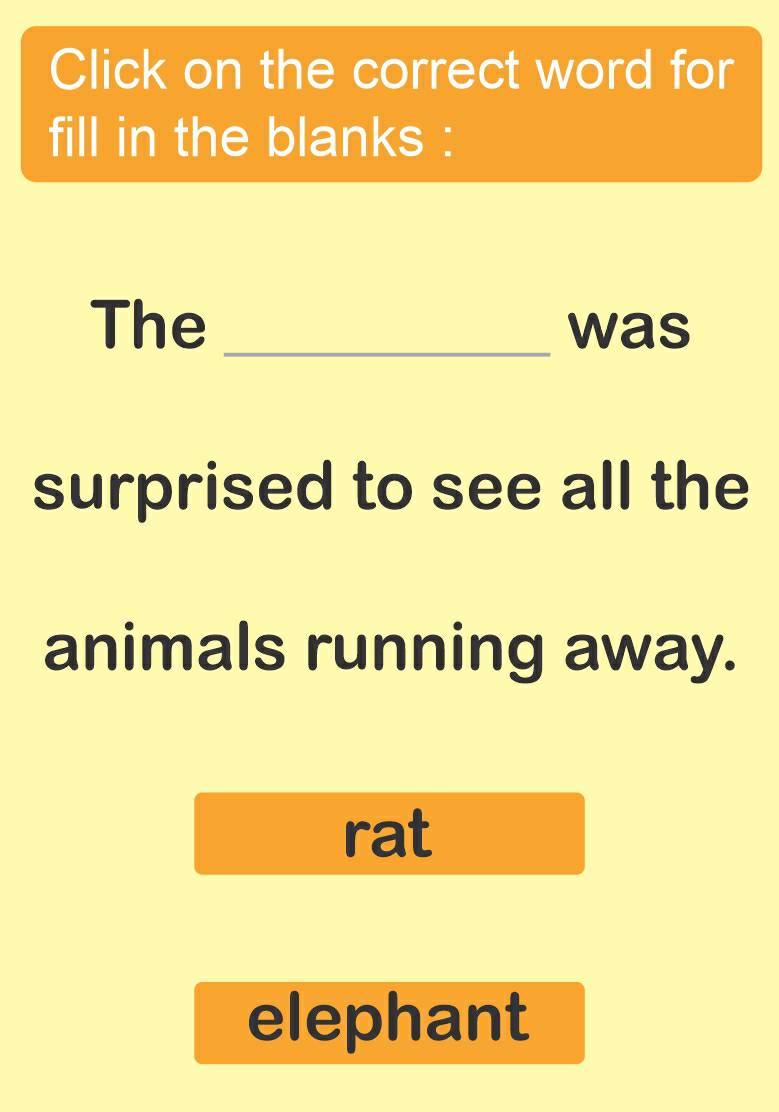 Click on the correct word for
fill in the blanks :
The __________ was
surprised to see all the
animals running away.
rat
elephant